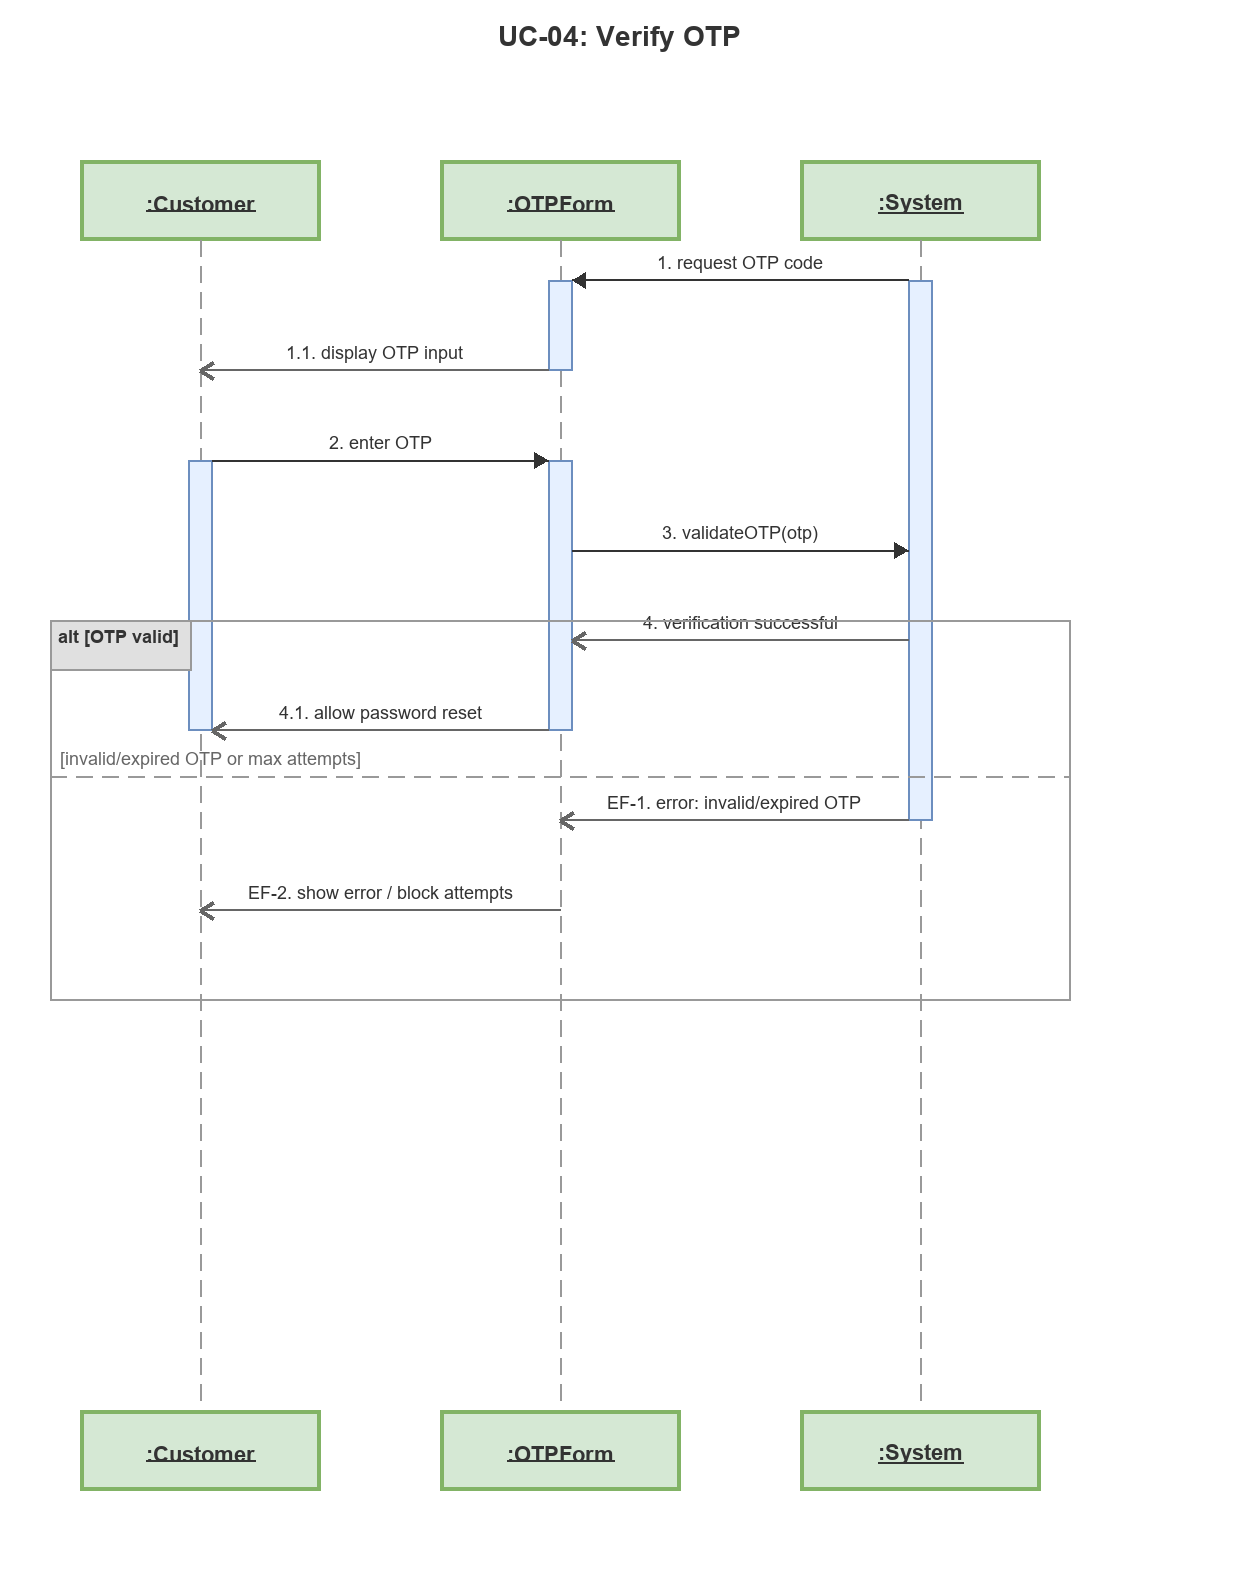 UC-04: Verify OTP
:Customer
:OTPForm
:System
1. request OTP code
1.1. display OTP input
2. enter OTP
3. validateOTP(otp)
alt [OTP valid]
4. verification successful
4.1. allow password reset
[invalid/expired OTP or max attempts]
EF-1. error: invalid/expired OTP
EF-2. show error / block attempts
:Customer
:OTPForm
:System